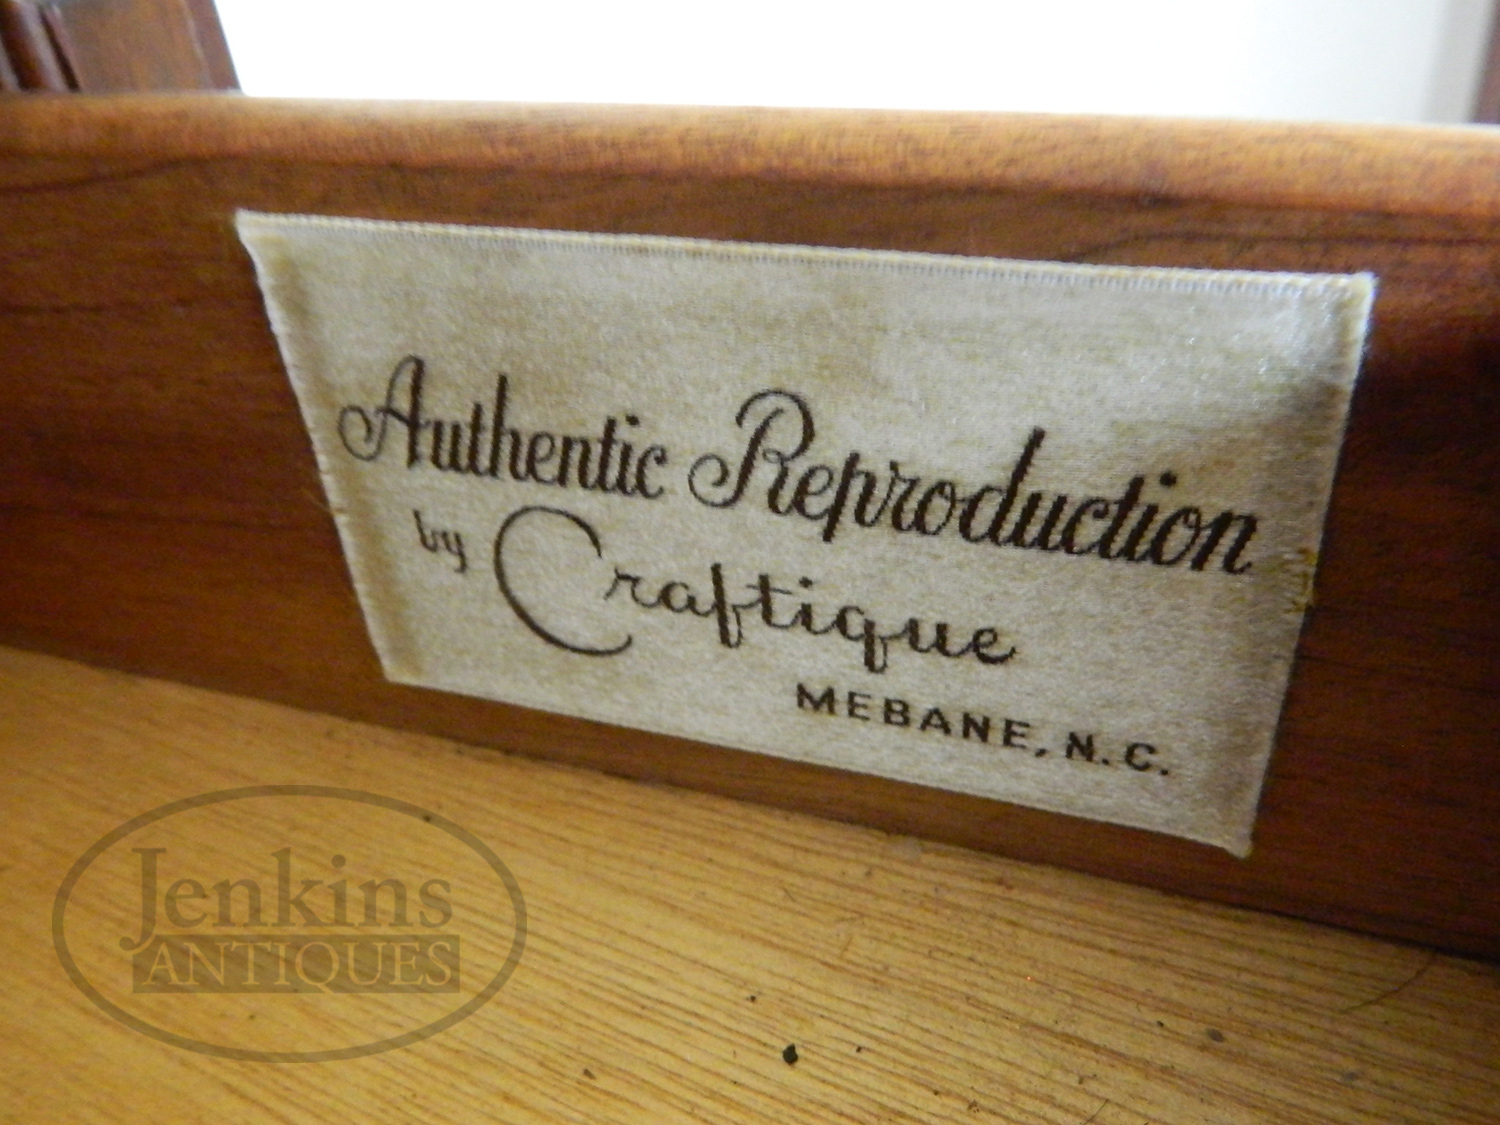 Authentic Reproduction
by Craftique
MEBANE, N.C.
Jenkins
ANTIQUES